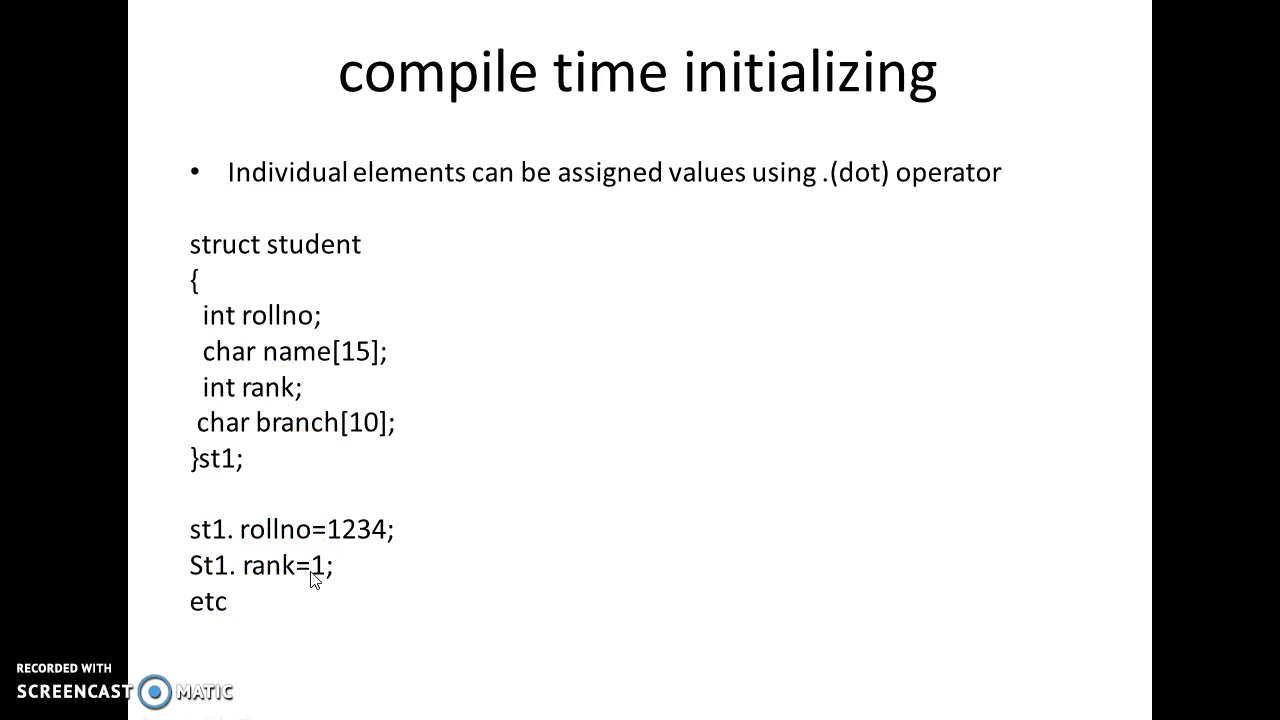 compile time initializing
• Individual elements can be assigned values using .(dot) operator
struct student
{
int rollno;
char name[15];
int rank;
char branch[10];
}st1;
st1. rollno=1234;
St1. rank=1;
etc
RECORDED WITH
SCREENCAST MATIC